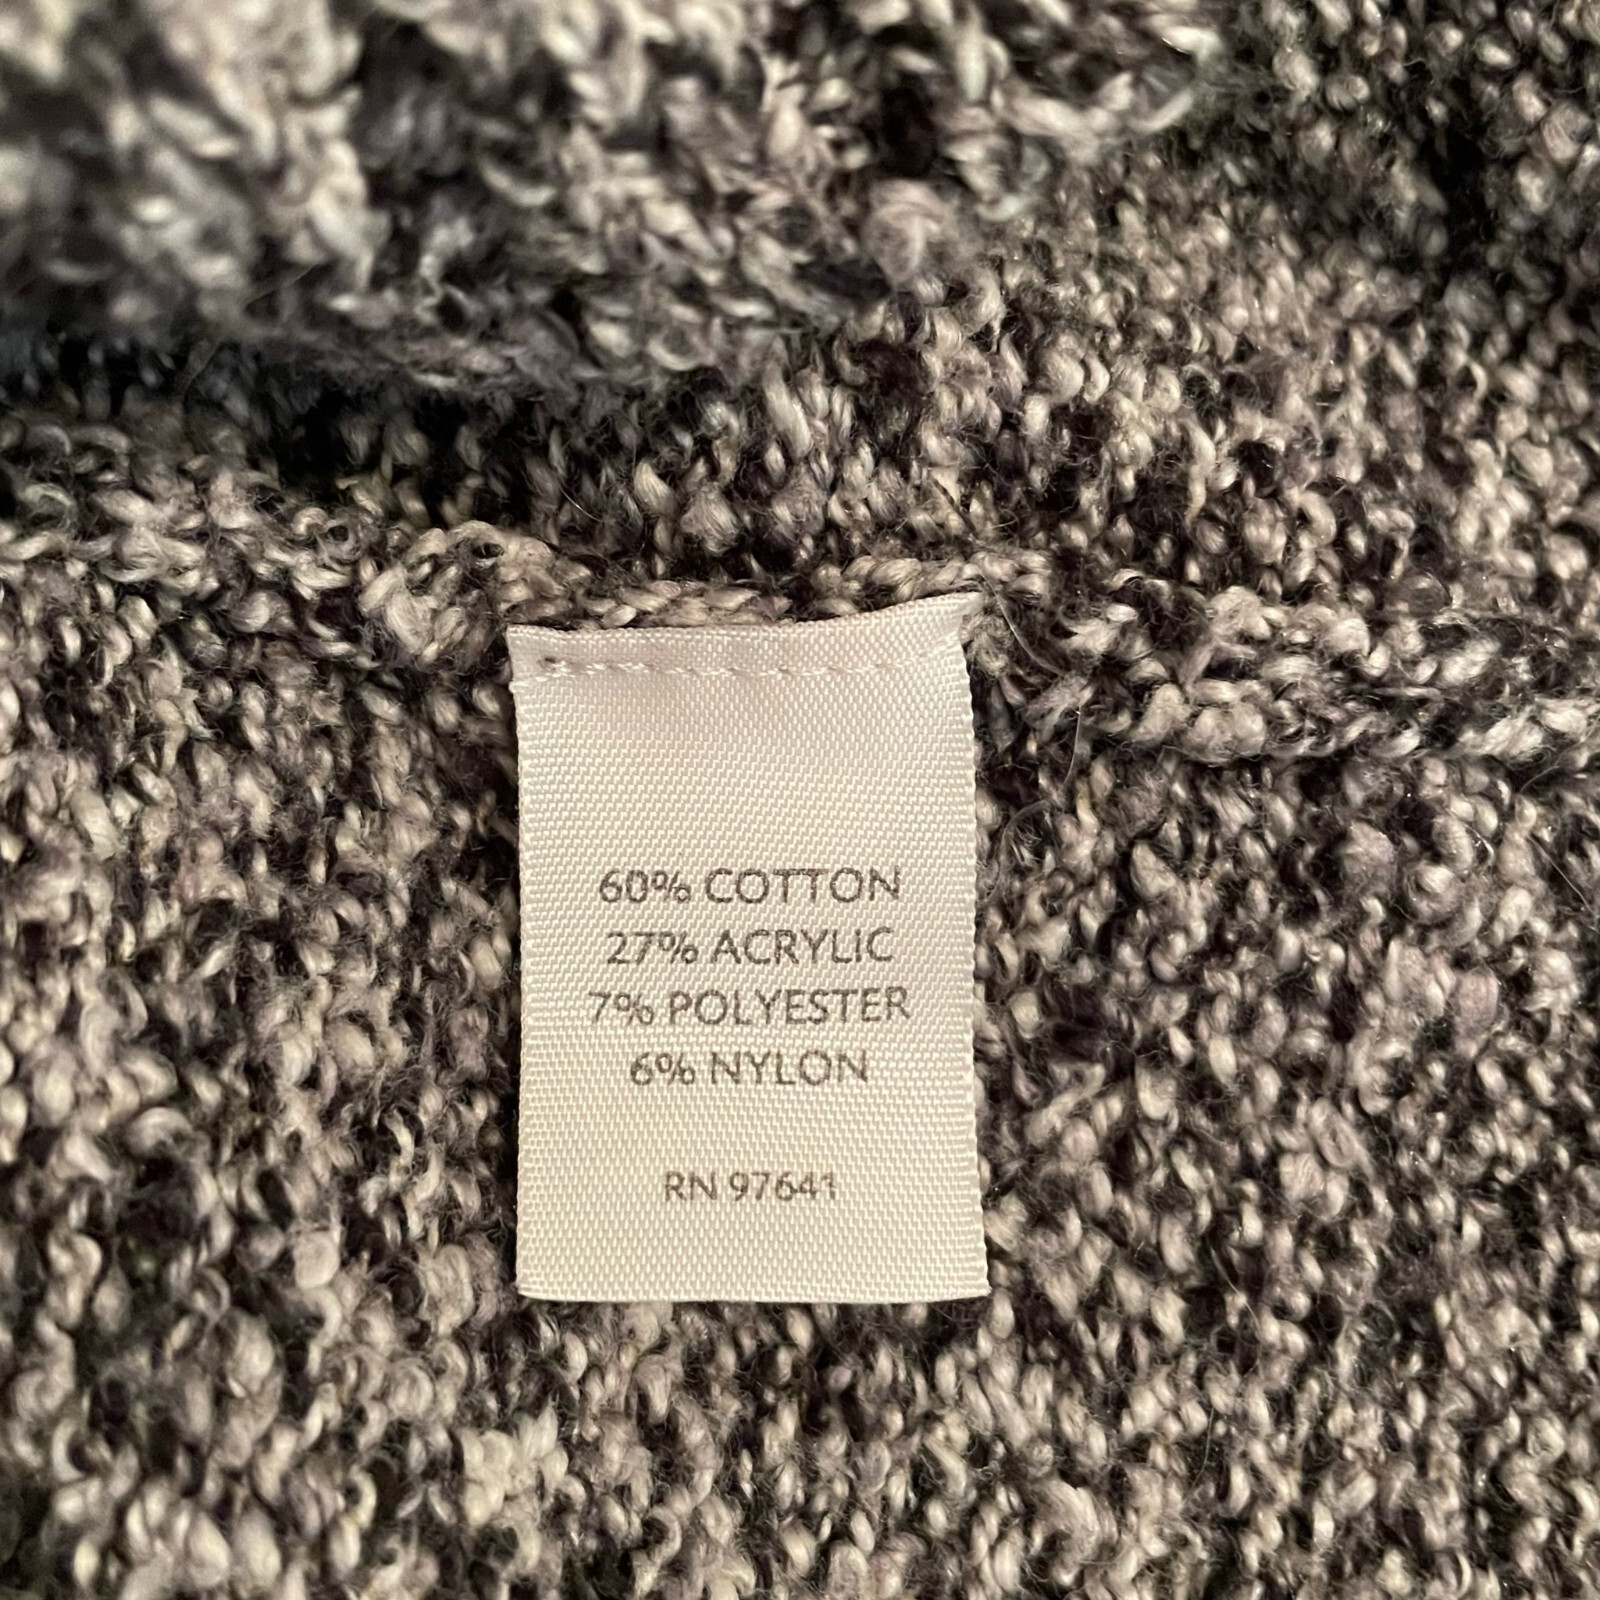 60% COTTON
27% ACRYLIC
7% POLYESTER
6% NYLON
RN 97641